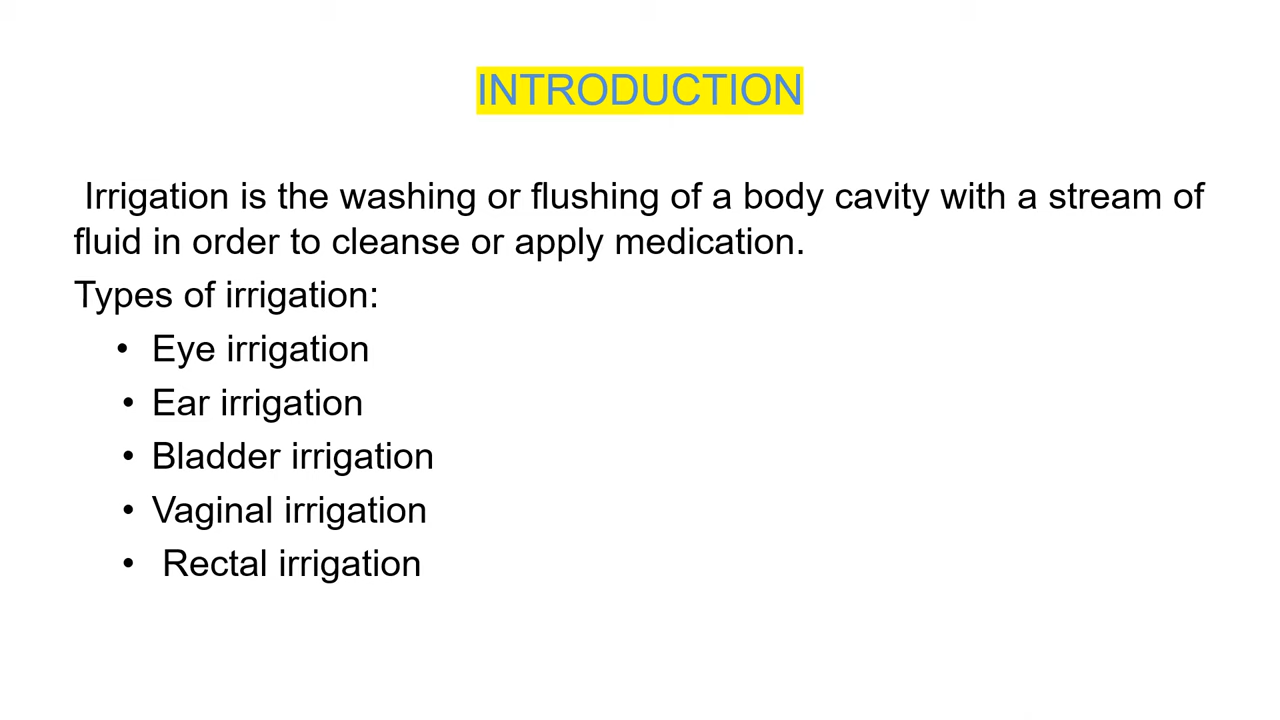 INTRODUCTION
Irrigation is the washing or flushing of a body cavity with a stream of
fluid in order to cleanse or apply medication.
Types of irrigation:
• Eye irrigation
• Ear irrigation
• Bladder irrigation
• Vaginal irrigation
• Rectal irrigation